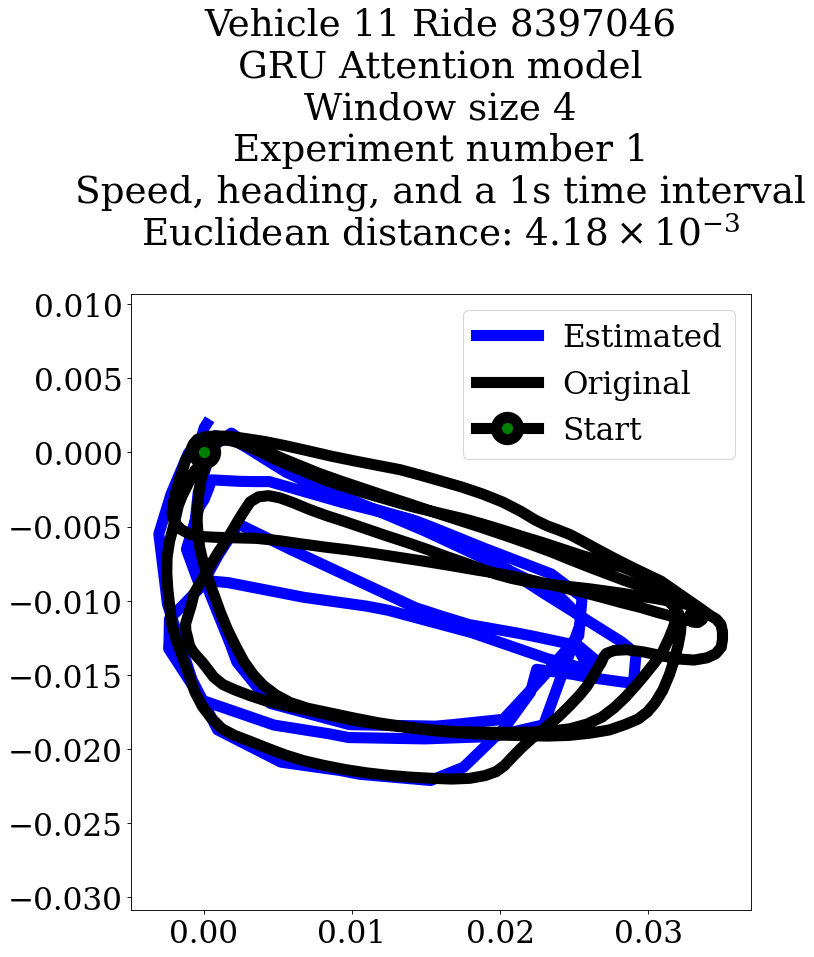 Vehicle 11 Ride 8397046
GRU Attention model
Window size 4
Experiment number 1
Speed, heading, and a 1s time interval
Euclidean distance: 4.18 × 10⁻³
0.010
0.005
0.000
−0.005
−0.010
−0.015
−0.020
−0.025
−0.030
Estimated
Original
Start
0.00 0.01 0.02 0.03